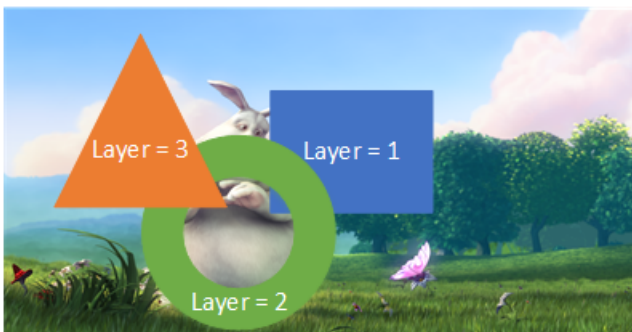 Layer = 3
Layer = 1
Layer = 2